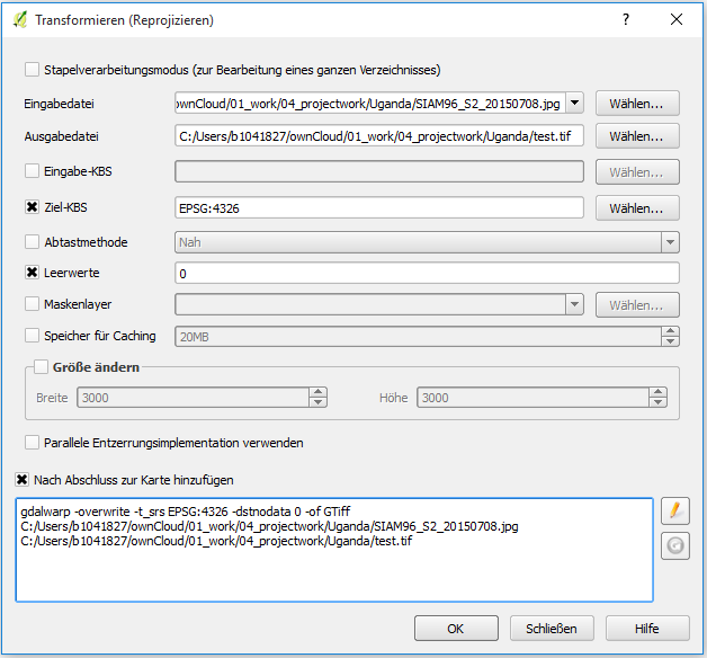 Transformieren (Reprojizieren)
?
Stapelverarbeitungsmodus (zur Bearbeitung eines ganzen Verzeichnisses)
Eingabedatei ownCloud/01_work/04_projectwork/Uganda/SIAM96_S2_20150708.jpg Wählen...
Ausgabedatei C:/Users/b1041827/ownCloud/01_work/04_projectwork/Uganda/test.tif Wählen...
Eingabe-KBS Wählen...
Ziel-KBS EPSG:4326 Wählen...
Abtastmethode Nah
Leerwerte 0
Maskenlayer Wählen...
Speicher für Caching 20MB
Größe ändern
Breite 3000 Höhe 3000
Parallele Entzerrungsimplementation verwenden
Nach Abschluss zur Karte hinzufügen
gdalwarp -overwrite -t_srs EPSG:4326 -dstnodata 0 -of GTiff
C:/Users/b1041827/ownCloud/01_work/04_projectwork/Uganda/SIAM96_S2_20150708.jpg
C:/Users/b1041827/ownCloud/01_work/04_projectwork/Uganda/test.tif
OK Schließen Hilfe